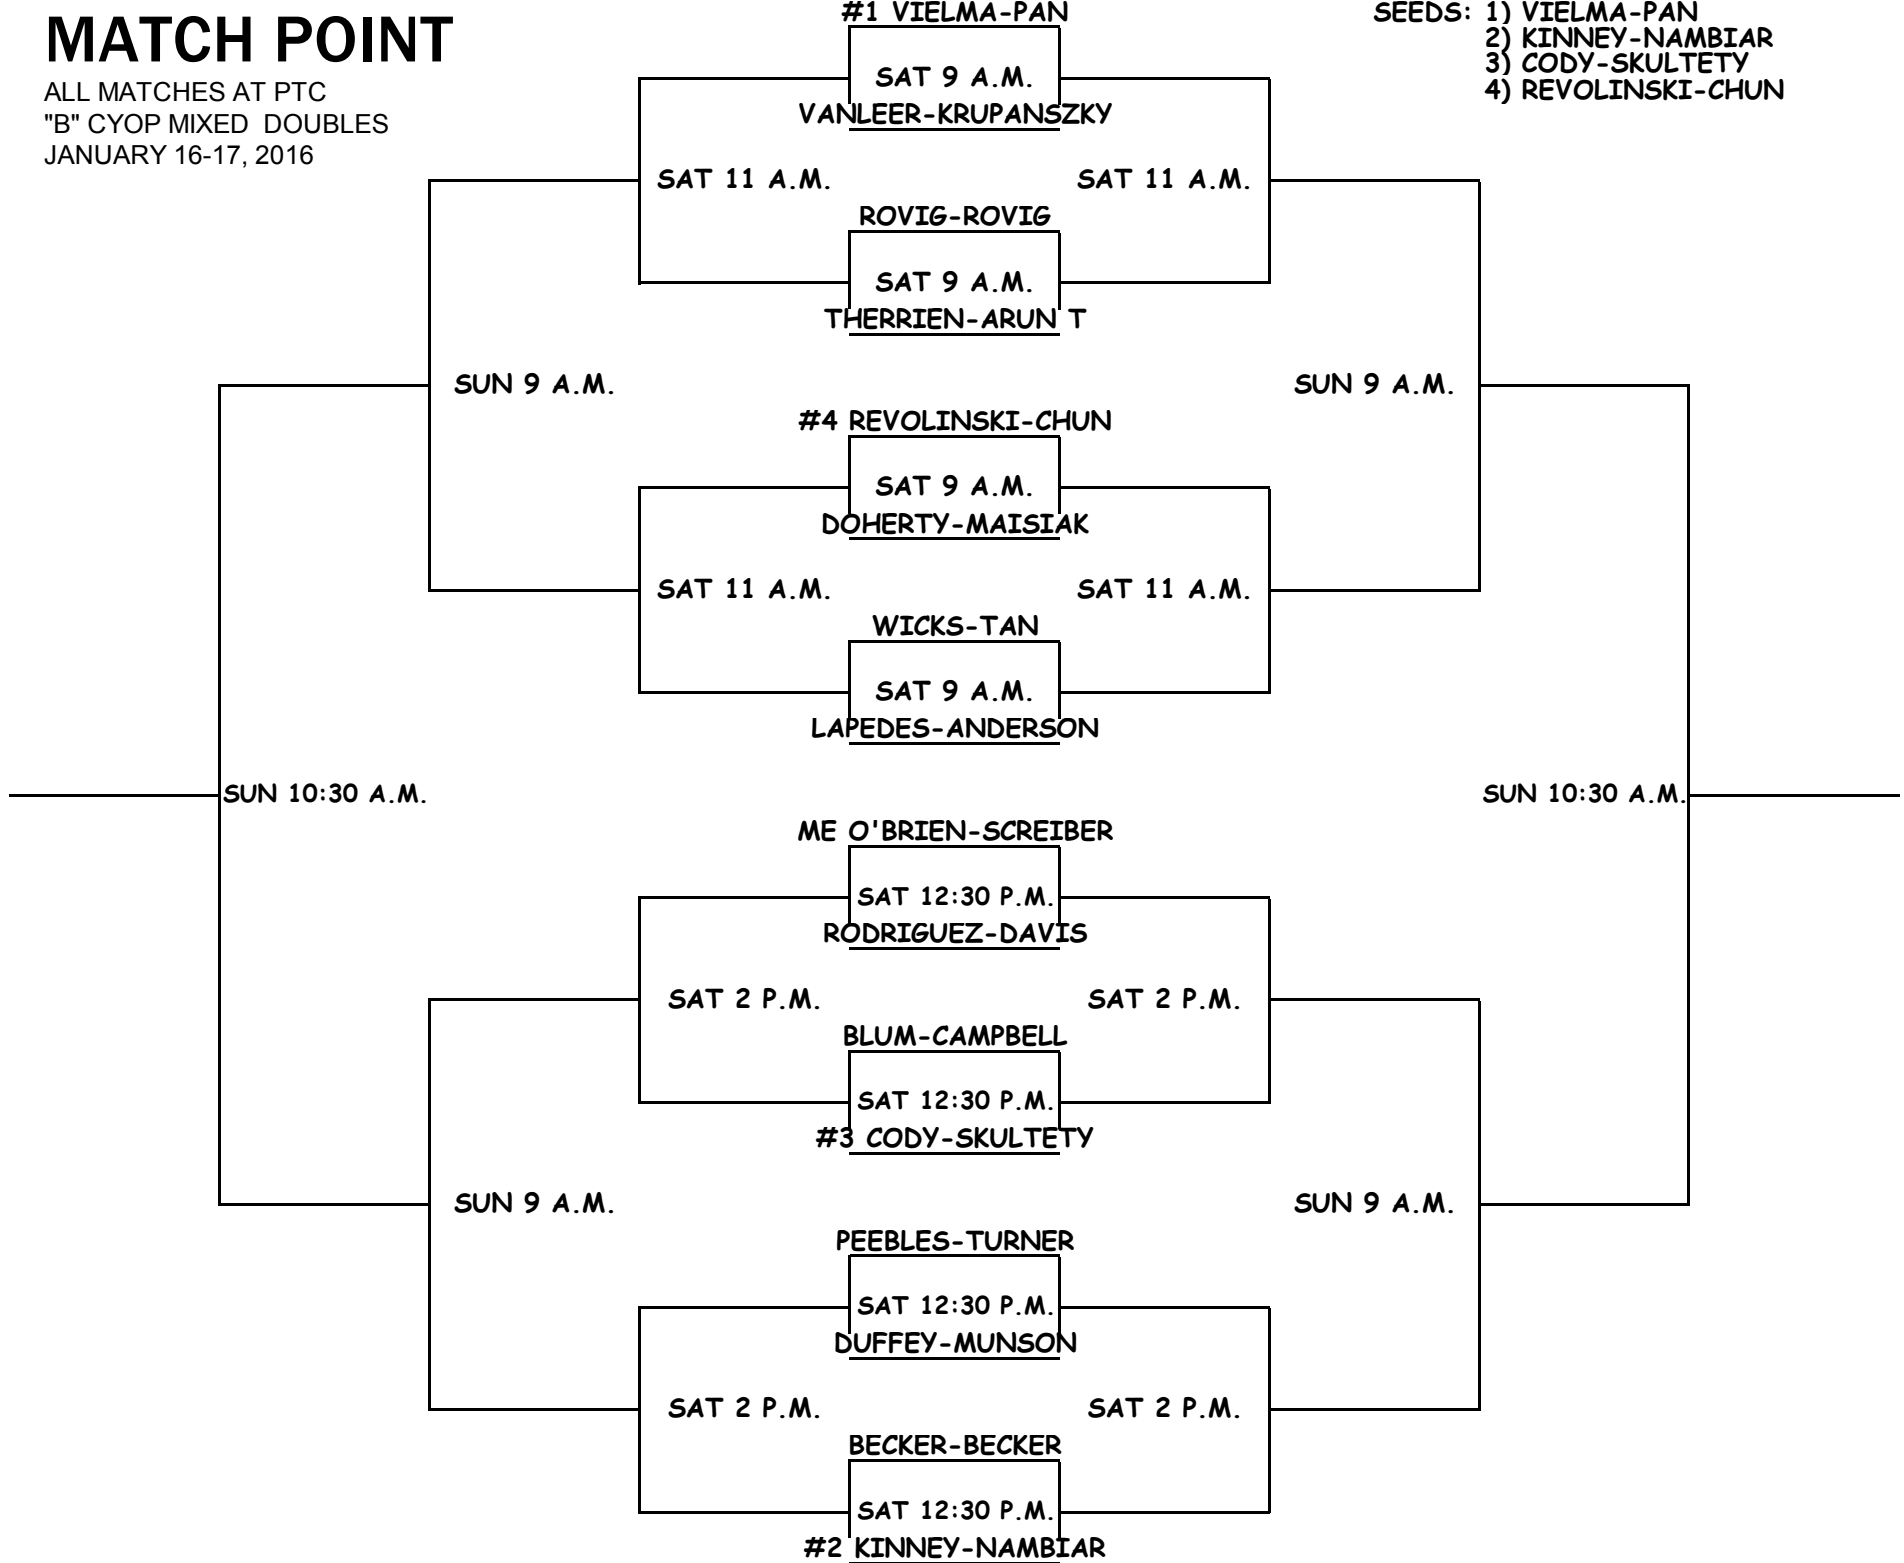 #1 VIELMA-PAN
SEEDS: 1) VIELMA-PAN
MATCH POINT
2) KINNEY-NAMBIAR
3) CODY-SKULTETY
SAT 9 A.M.
4) REVOLINSKI-CHUN
ALL MATCHES AT PTC
VANLEER-KRUPANSZKY
"B" CYOP MIXED DOUBLES
JANUARY 16-17, 2016
SAT 11 A.M. SAT 11 A.M.
ROVIG-ROVIG
SAT 9 A.M.
THERRIEN-ARUN T
SUN 9 A.M. SUN 9 A.M.
#4 REVOLINSKI-CHUN
SAT 9 A.M.
DOHERTY-MAISIAK
SAT 11 A.M. SAT 11 A.M.
WICKS-TAN
SAT 9 A.M.
LAPEDES-ANDERSON
SUN 10:30 A.M. SUN 10:30 A.M.
ME O'BRIEN-SCREIBER
SAT 12:30 P.M.
RODRIGUEZ-DAVIS
SAT 2 P.M. SAT 2 P.M.
BLUM-CAMPBELL
SAT 12:30 P.M.
#3 CODY-SKULTETY
SUN 9 A.M. SUN 9 A.M.
PEEBLES-TURNER
SAT 12:30 P.M.
DUFFEY-MUNSON
SAT 2 P.M. SAT 2 P.M.
BECKER-BECKER
SAT 12:30 P.M.
#2 KINNEY-NAMBIAR